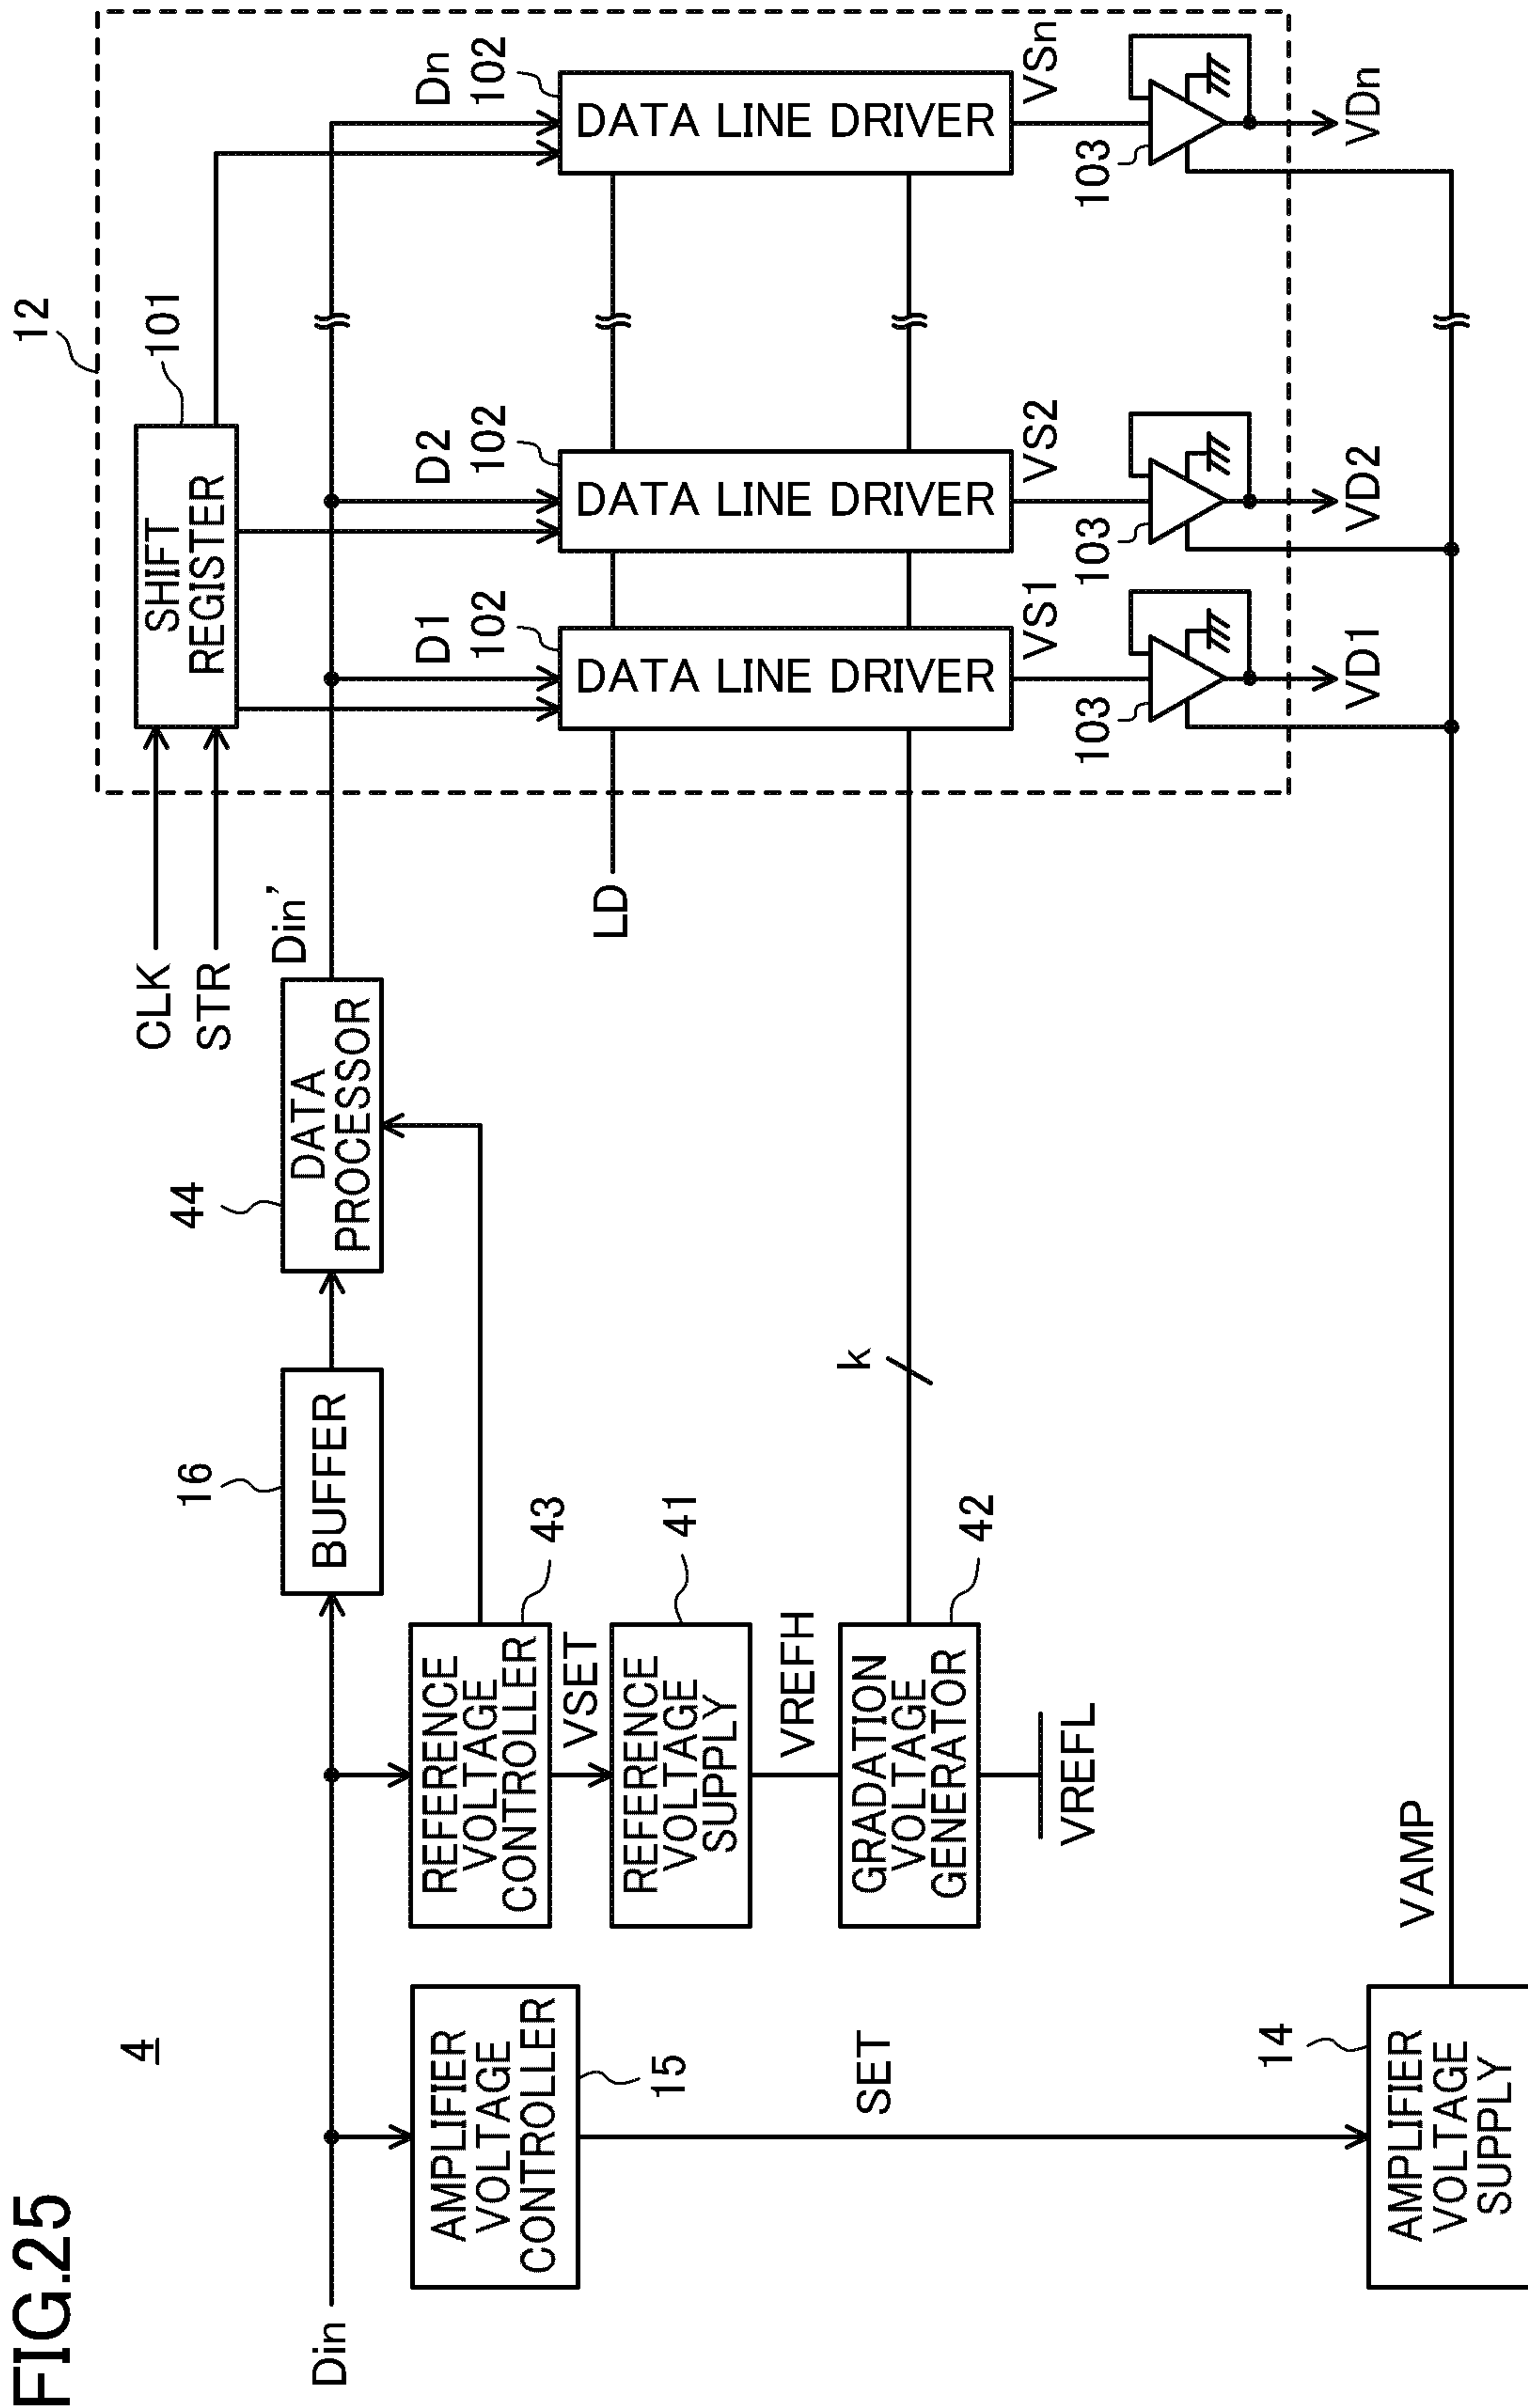 FIG.25
4
Din
AMPLIFIER
VOLTAGE
CONTROLLER
15
SET
14
AMPLIFIER
VOLTAGE
SUPPLY
VAMP
REFERENCE
VOLTAGE
CONTROLLER
43
VSET
REFERENCE
VOLTAGE
SUPPLY
41
VREFH
GRADATION
VOLTAGE
GENERATOR
42
VREFL
k
16
BUFFER
44
DATA
PROCESSOR
Din'
CLK
STR
LD
12
SHIFT
REGISTER
101
D1
102
DATA LINE DRIVER
VS1
103
VD1
D2
102
DATA LINE DRIVER
VS2
103
VD2
Dn
102
DATA LINE DRIVER
VSn
103
VDn